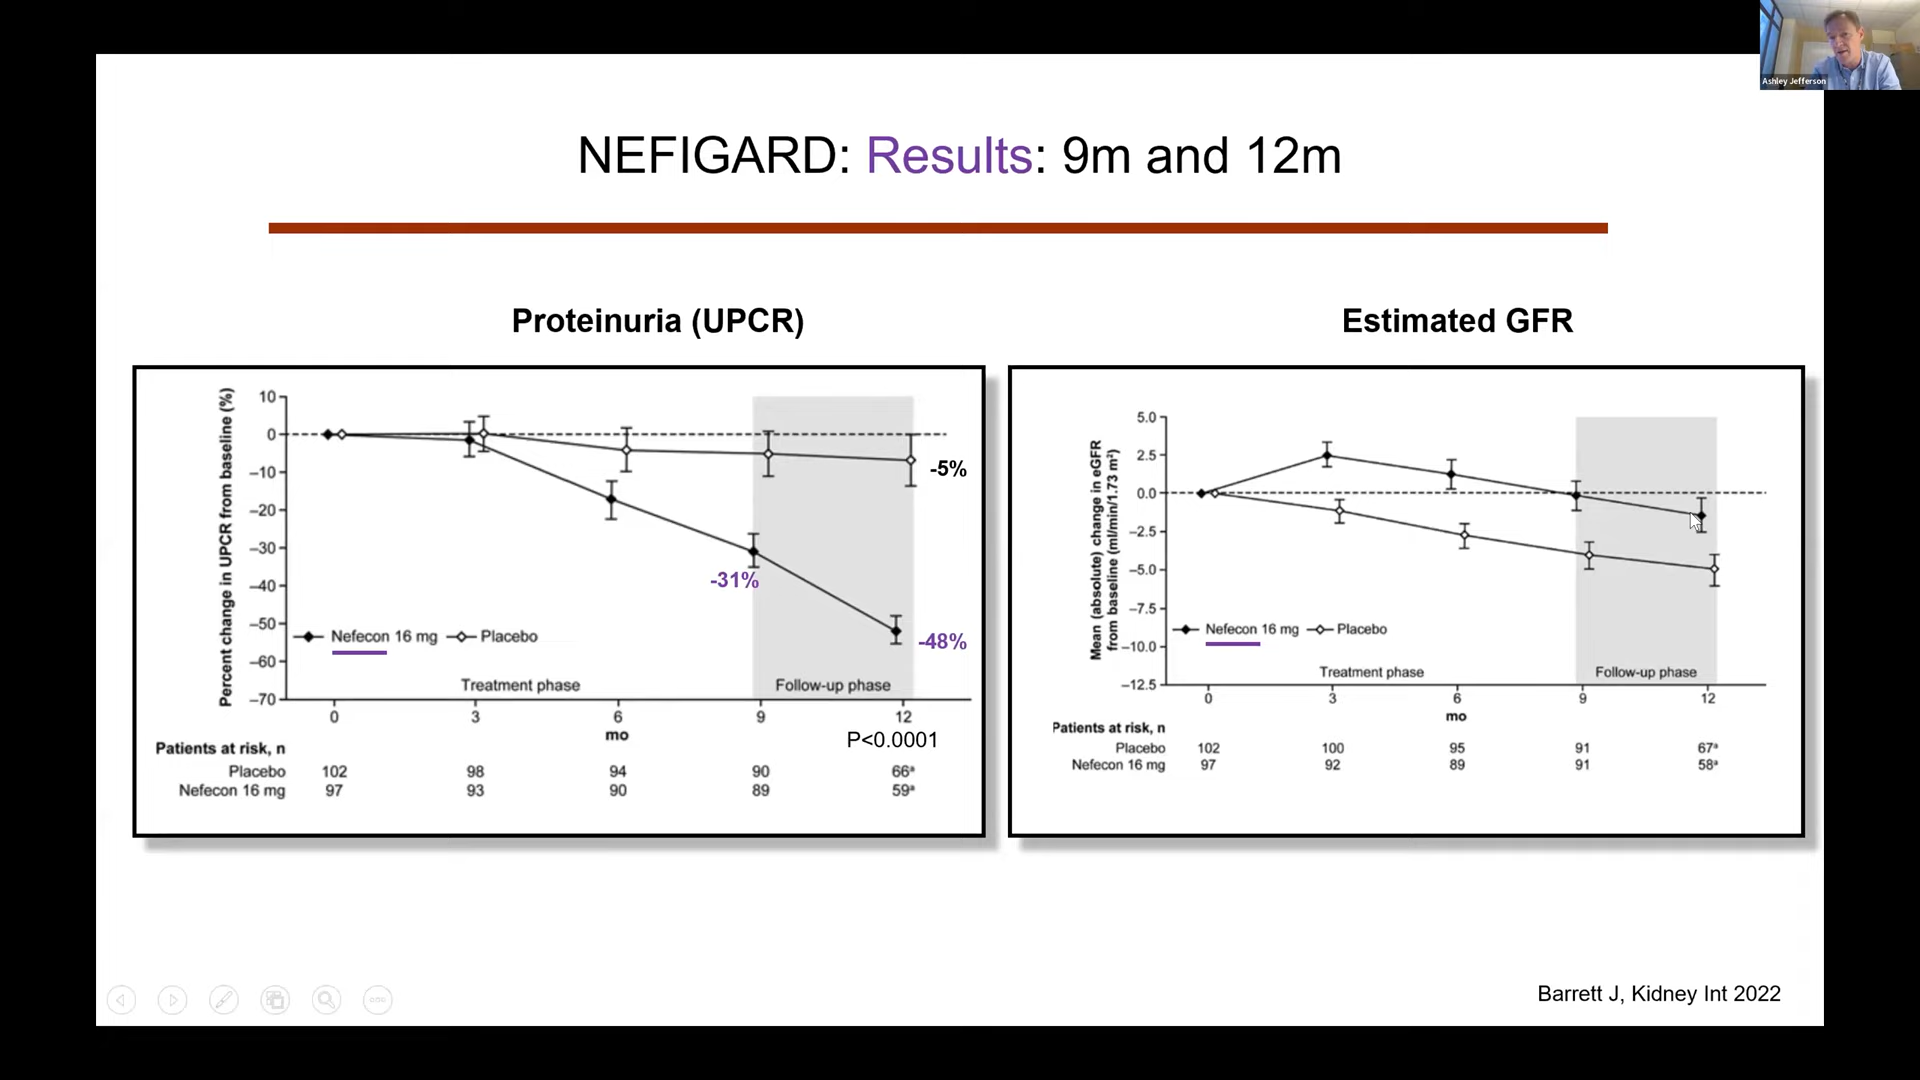 Ashley Jefferson
NEFIGARD: Results: 9m and 12m
Proteinuria (UPCR)
Percent change in UPCR from baseline (%)
10
0
−10
−20
−30
−40
−50
−60
−70
-5%
-31%
-48%
Nefecon 16 mg Placebo
Treatment phase Follow-up phase
0 3 6 9 12
mo
P<0.0001
Patients at risk, n
Placebo 102 98 94 90 66ª
Nefecon 16 mg 97 93 90 89 59ª
Estimated GFR
Mean (absolute) change in eGFR
from baseline (ml/min/1.73 m²)
5.0
2.5
0.0
−2.5
−5.0
−7.5
−10.0
−12.5
Nefecon 16 mg Placebo
Treatment phase Follow-up phase
0 3 6 9 12
mo
Patients at risk, n
Placebo 102 100 95 91 67ª
Nefecon 16 mg 97 92 89 91 58ª
Barrett J, Kidney Int 2022